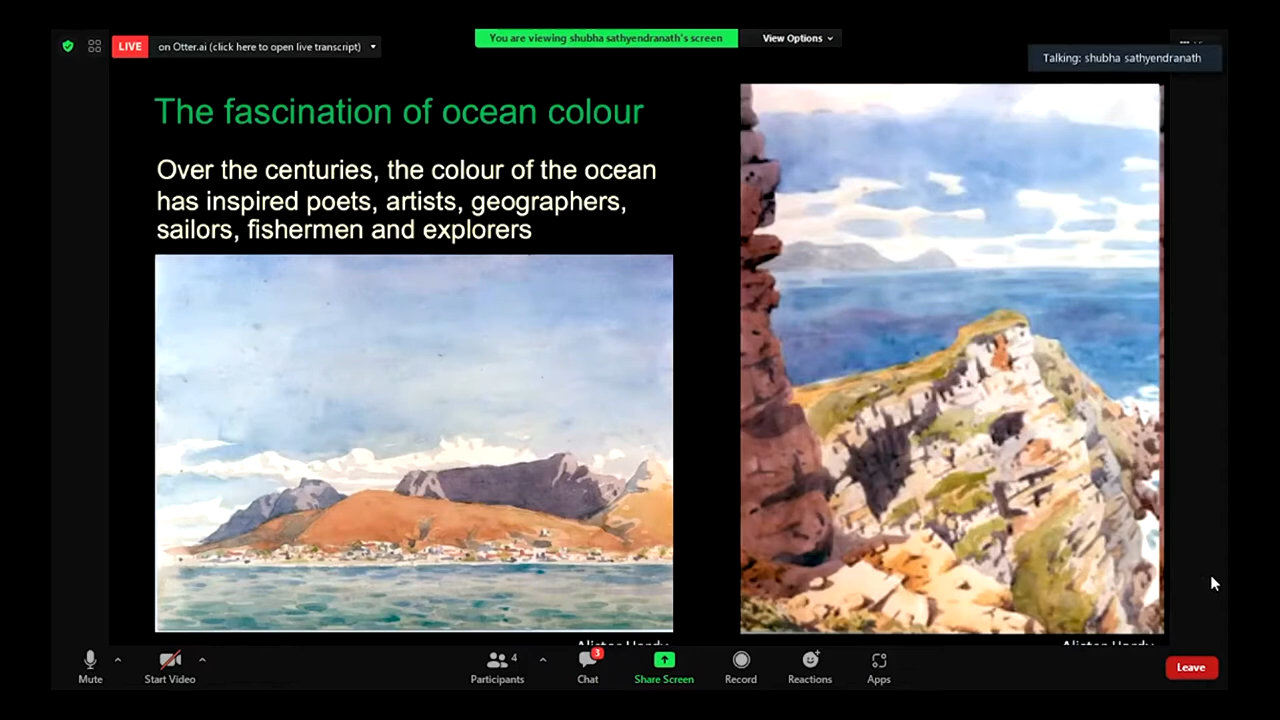 LIVE
on Otter.ai (click here to open live transcript)
You are viewing shubha sathyendranath's screen
View Options
Talking: shubha sathyendranath
The fascination of ocean colour
Over the centuries, the colour of the ocean
has inspired poets, artists, geographers,
sailors, fishermen and explorers
Mute
Start Video
4
Participants
3
Chat
Share Screen
Record
Reactions
Apps
Leave